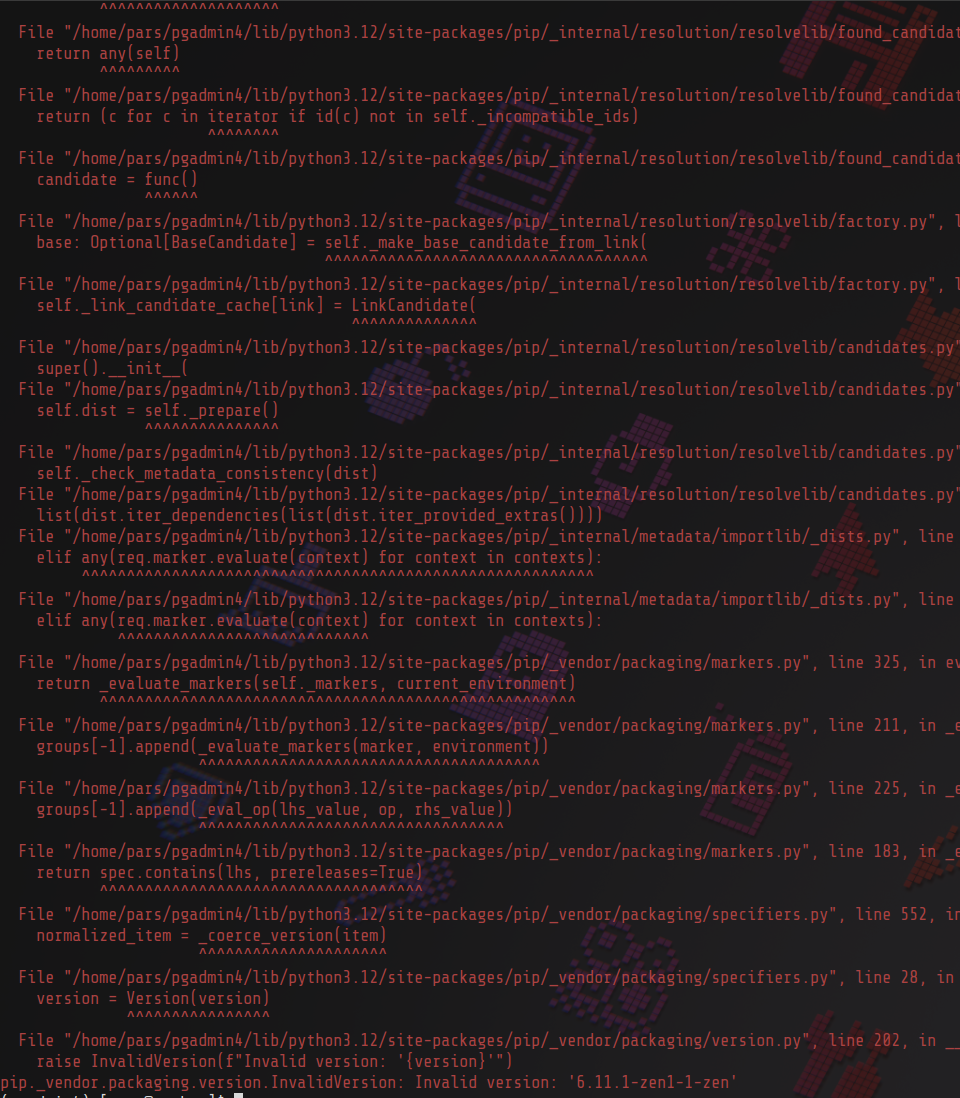 ^^^^^^^^^^^^^^^^^^^^
File "/home/pars/pgadmin4/lib/python3.12/site-packages/pip/_internal/resolution/resolvelib/found_candidat
return any(self)
^^^^^^^^^
File "/home/pars/pgadmin4/lib/python3.12/site-packages/pip/_internal/resolution/resolvelib/found_candidat
return (c for c in iterator if id(c) not in self._incompatible_ids)
^^^^^^^^
File "/home/pars/pgadmin4/lib/python3.12/site-packages/pip/_internal/resolution/resolvelib/found_candidat
candidate = func()
^^^^^^
File "/home/pars/pgadmin4/lib/python3.12/site-packages/pip/_internal/resolution/resolvelib/factory.py", l
base: Optional[BaseCandidate] = self._make_base_candidate_from_link(
^^^^^^^^^^^^^^^^^^^^^^^^^^^^^^^^^^^^
File "/home/pars/pgadmin4/lib/python3.12/site-packages/pip/_internal/resolution/resolvelib/factory.py", l
self._link_candidate_cache[link] = LinkCandidate(
^^^^^^^^^^^^^^
File "/home/pars/pgadmin4/lib/python3.12/site-packages/pip/_internal/resolution/resolvelib/candidates.py"
super().__init__(
File "/home/pars/pgadmin4/lib/python3.12/site-packages/pip/_internal/resolution/resolvelib/candidates.py"
self.dist = self._prepare()
^^^^^^^^^^^^^^^
File "/home/pars/pgadmin4/lib/python3.12/site-packages/pip/_internal/resolution/resolvelib/candidates.py"
self._check_metadata_consistency(dist)
File "/home/pars/pgadmin4/lib/python3.12/site-packages/pip/_internal/resolution/resolvelib/candidates.py"
list(dist.iter_dependencies(list(dist.iter_provided_extras())))
File "/home/pars/pgadmin4/lib/python3.12/site-packages/pip/_internal/metadata/importlib/_dists.py", line
elif any(req.marker.evaluate(context) for context in contexts):
^^^^^^^^^^^^^^^^^^^^^^^^^^^^^^^^^^^^^^^^^^^^^^^^^^^^^^^^^
File "/home/pars/pgadmin4/lib/python3.12/site-packages/pip/_internal/metadata/importlib/_dists.py", line
elif any(req.marker.evaluate(context) for context in contexts):
^^^^^^^^^^^^^^^^^^^^^^^^^^^^
File "/home/pars/pgadmin4/lib/python3.12/site-packages/pip/_vendor/packaging/markers.py", line 325, in ev
return _evaluate_markers(self._markers, current_environment)
^^^^^^^^^^^^^^^^^^^^^^^^^^^^^^^^^^^^^^^^^^^^^^^^^^^^^
File "/home/pars/pgadmin4/lib/python3.12/site-packages/pip/_vendor/packaging/markers.py", line 211, in _e
groups[-1].append(_evaluate_markers(marker, environment))
^^^^^^^^^^^^^^^^^^^^^^^^^^^^^^^^^^^^^^
File "/home/pars/pgadmin4/lib/python3.12/site-packages/pip/_vendor/packaging/markers.py", line 225, in _e
groups[-1].append(_eval_op(lhs_value, op, rhs_value))
^^^^^^^^^^^^^^^^^^^^^^^^^^^^^^^^^^
File "/home/pars/pgadmin4/lib/python3.12/site-packages/pip/_vendor/packaging/markers.py", line 183, in _e
return spec.contains(lhs, prereleases=True)
^^^^^^^^^^^^^^^^^^^^^^^^^^^^^^^^^^^^
File "/home/pars/pgadmin4/lib/python3.12/site-packages/pip/_vendor/packaging/specifiers.py", line 552, in
normalized_item = _coerce_version(item)
^^^^^^^^^^^^^^^^^^^^^
File "/home/pars/pgadmin4/lib/python3.12/site-packages/pip/_vendor/packaging/specifiers.py", line 28, in
version = Version(version)
^^^^^^^^^^^^^^^^
File "/home/pars/pgadmin4/lib/python3.12/site-packages/pip/_vendor/packaging/version.py", line 202, in __
raise InvalidVersion(f"Invalid version: '{version}'")
pip._vendor.packaging.version.InvalidVersion: Invalid version: '6.11.1-zen1-1-zen'